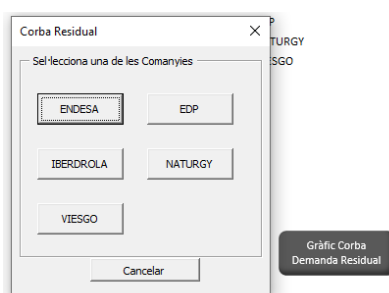 Corba Residual
Sel·lecciona una de les Comanyies
ENDESA
EDP
IBERDROLA
NATURGY
VIESGO
Cancelar
P
TURGY
ESGO
Gràfic Corba
Demanda Residual